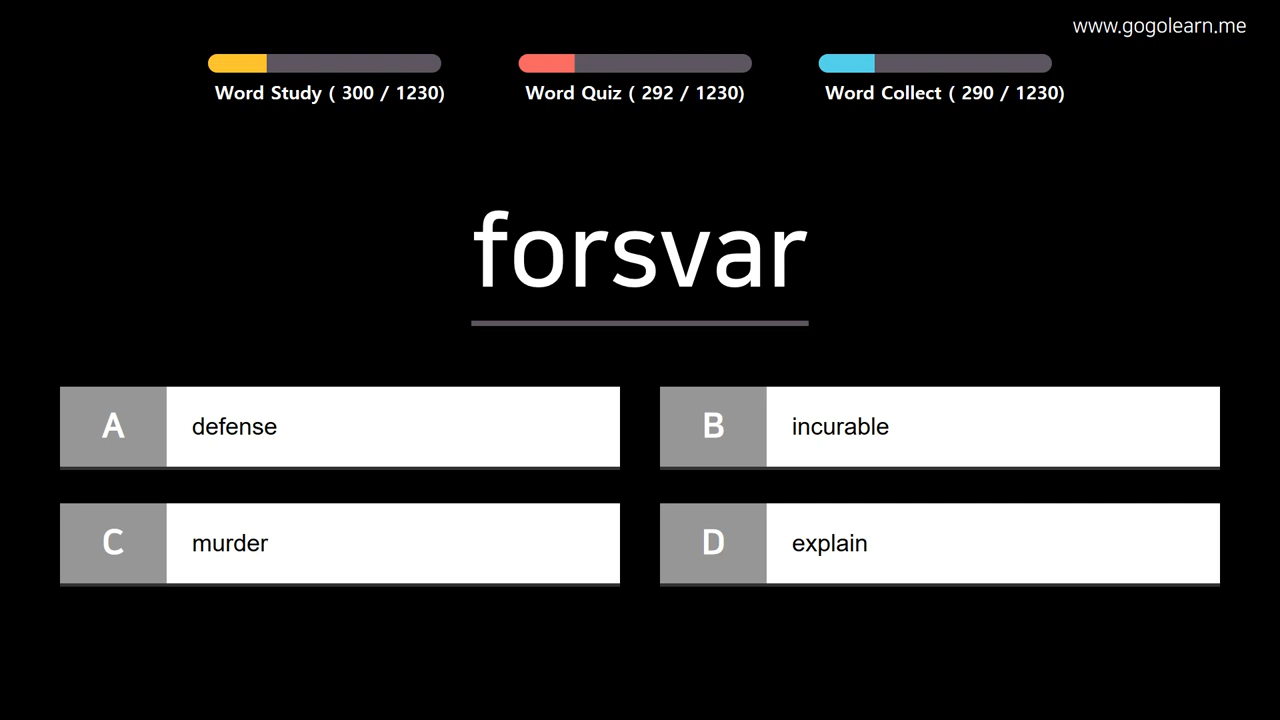 www.gogolearn.me
Word Study ( 300 / 1230)
Word Quiz ( 292 / 1230)
Word Collect ( 290 / 1230)
forsvar
A defense
B incurable
C murder
D explain